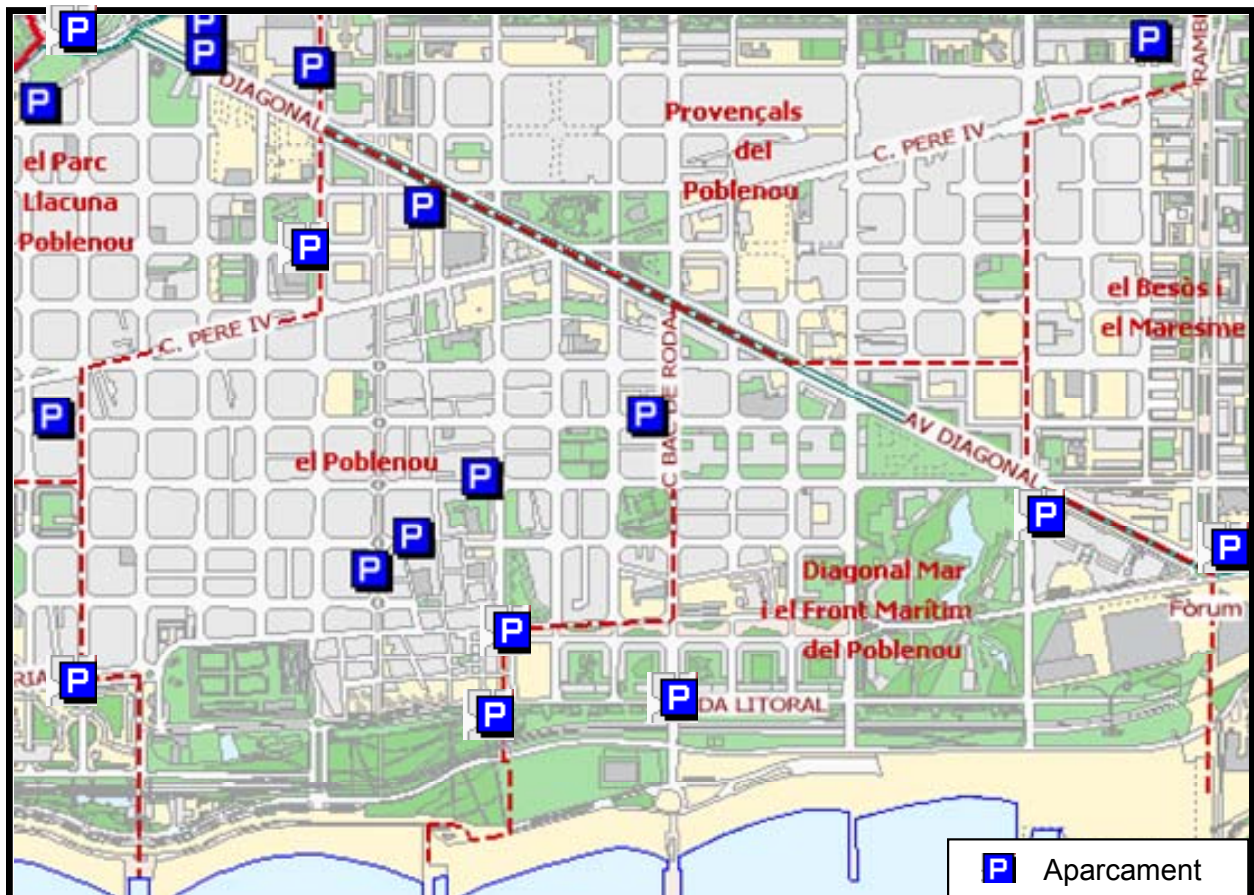 P
P
P
P
P
P
RAMBL
DIAGONAL
Provençals
del
Poblenou
C. PERE IV
el Parc
Llacuna
Poblenou
P
P
el Besòs i
el Maresme
C. PERE IV
C BAC DE RODA
P
P
AV DIAGONAL
el Poblenou
P
P
P
P
P
Diagonal Mar
i el Front Marítim
del Poblenou
Fòrum
P
RIA
P
P
P
DA LITORAL
P Aparcament